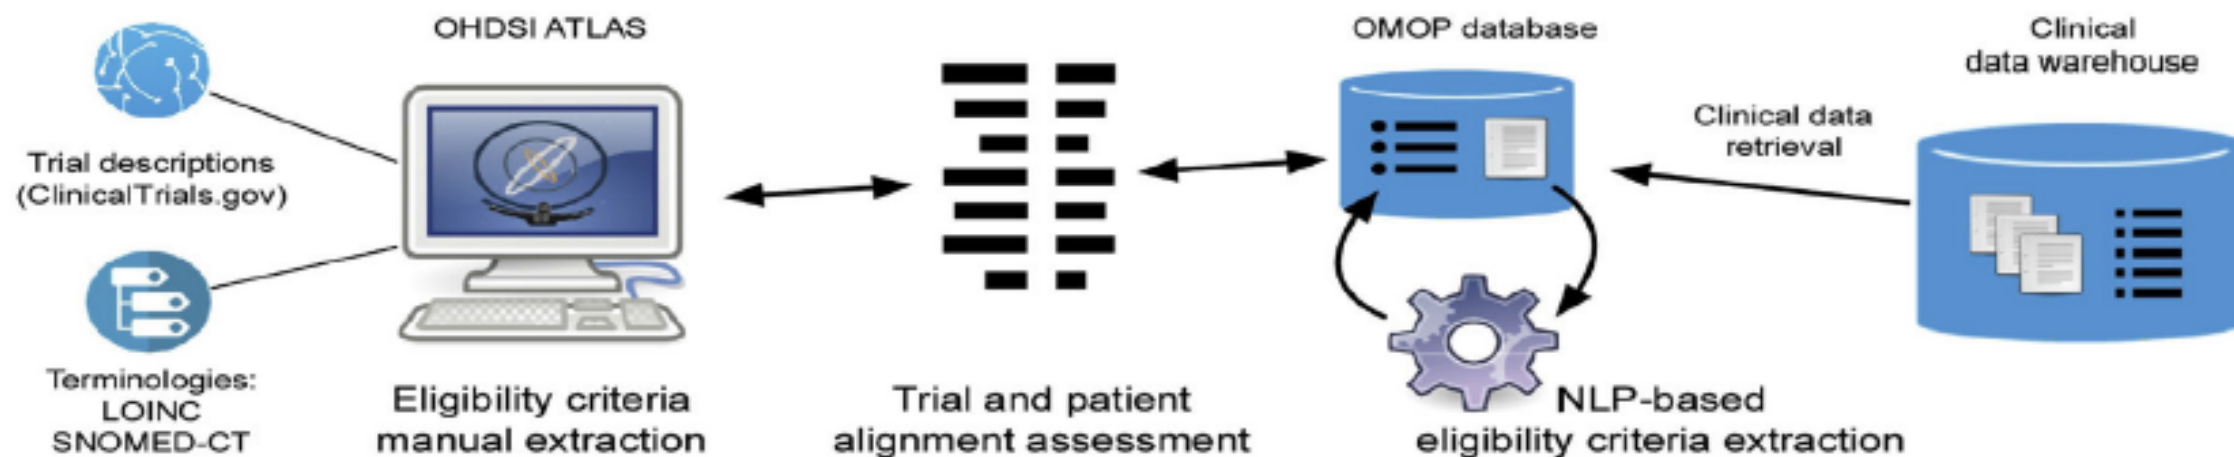 OHDSI ATLAS
Trial descriptions
(ClinicalTrials.gov)
Terminologies:
LOINC
SNOMED-CT
Eligibility criteria
manual extraction
Trial and patient
alignment assessment
OMOP database
NLP-based
eligibility criteria extraction
Clinical data
retrieval
Clinical
data warehouse